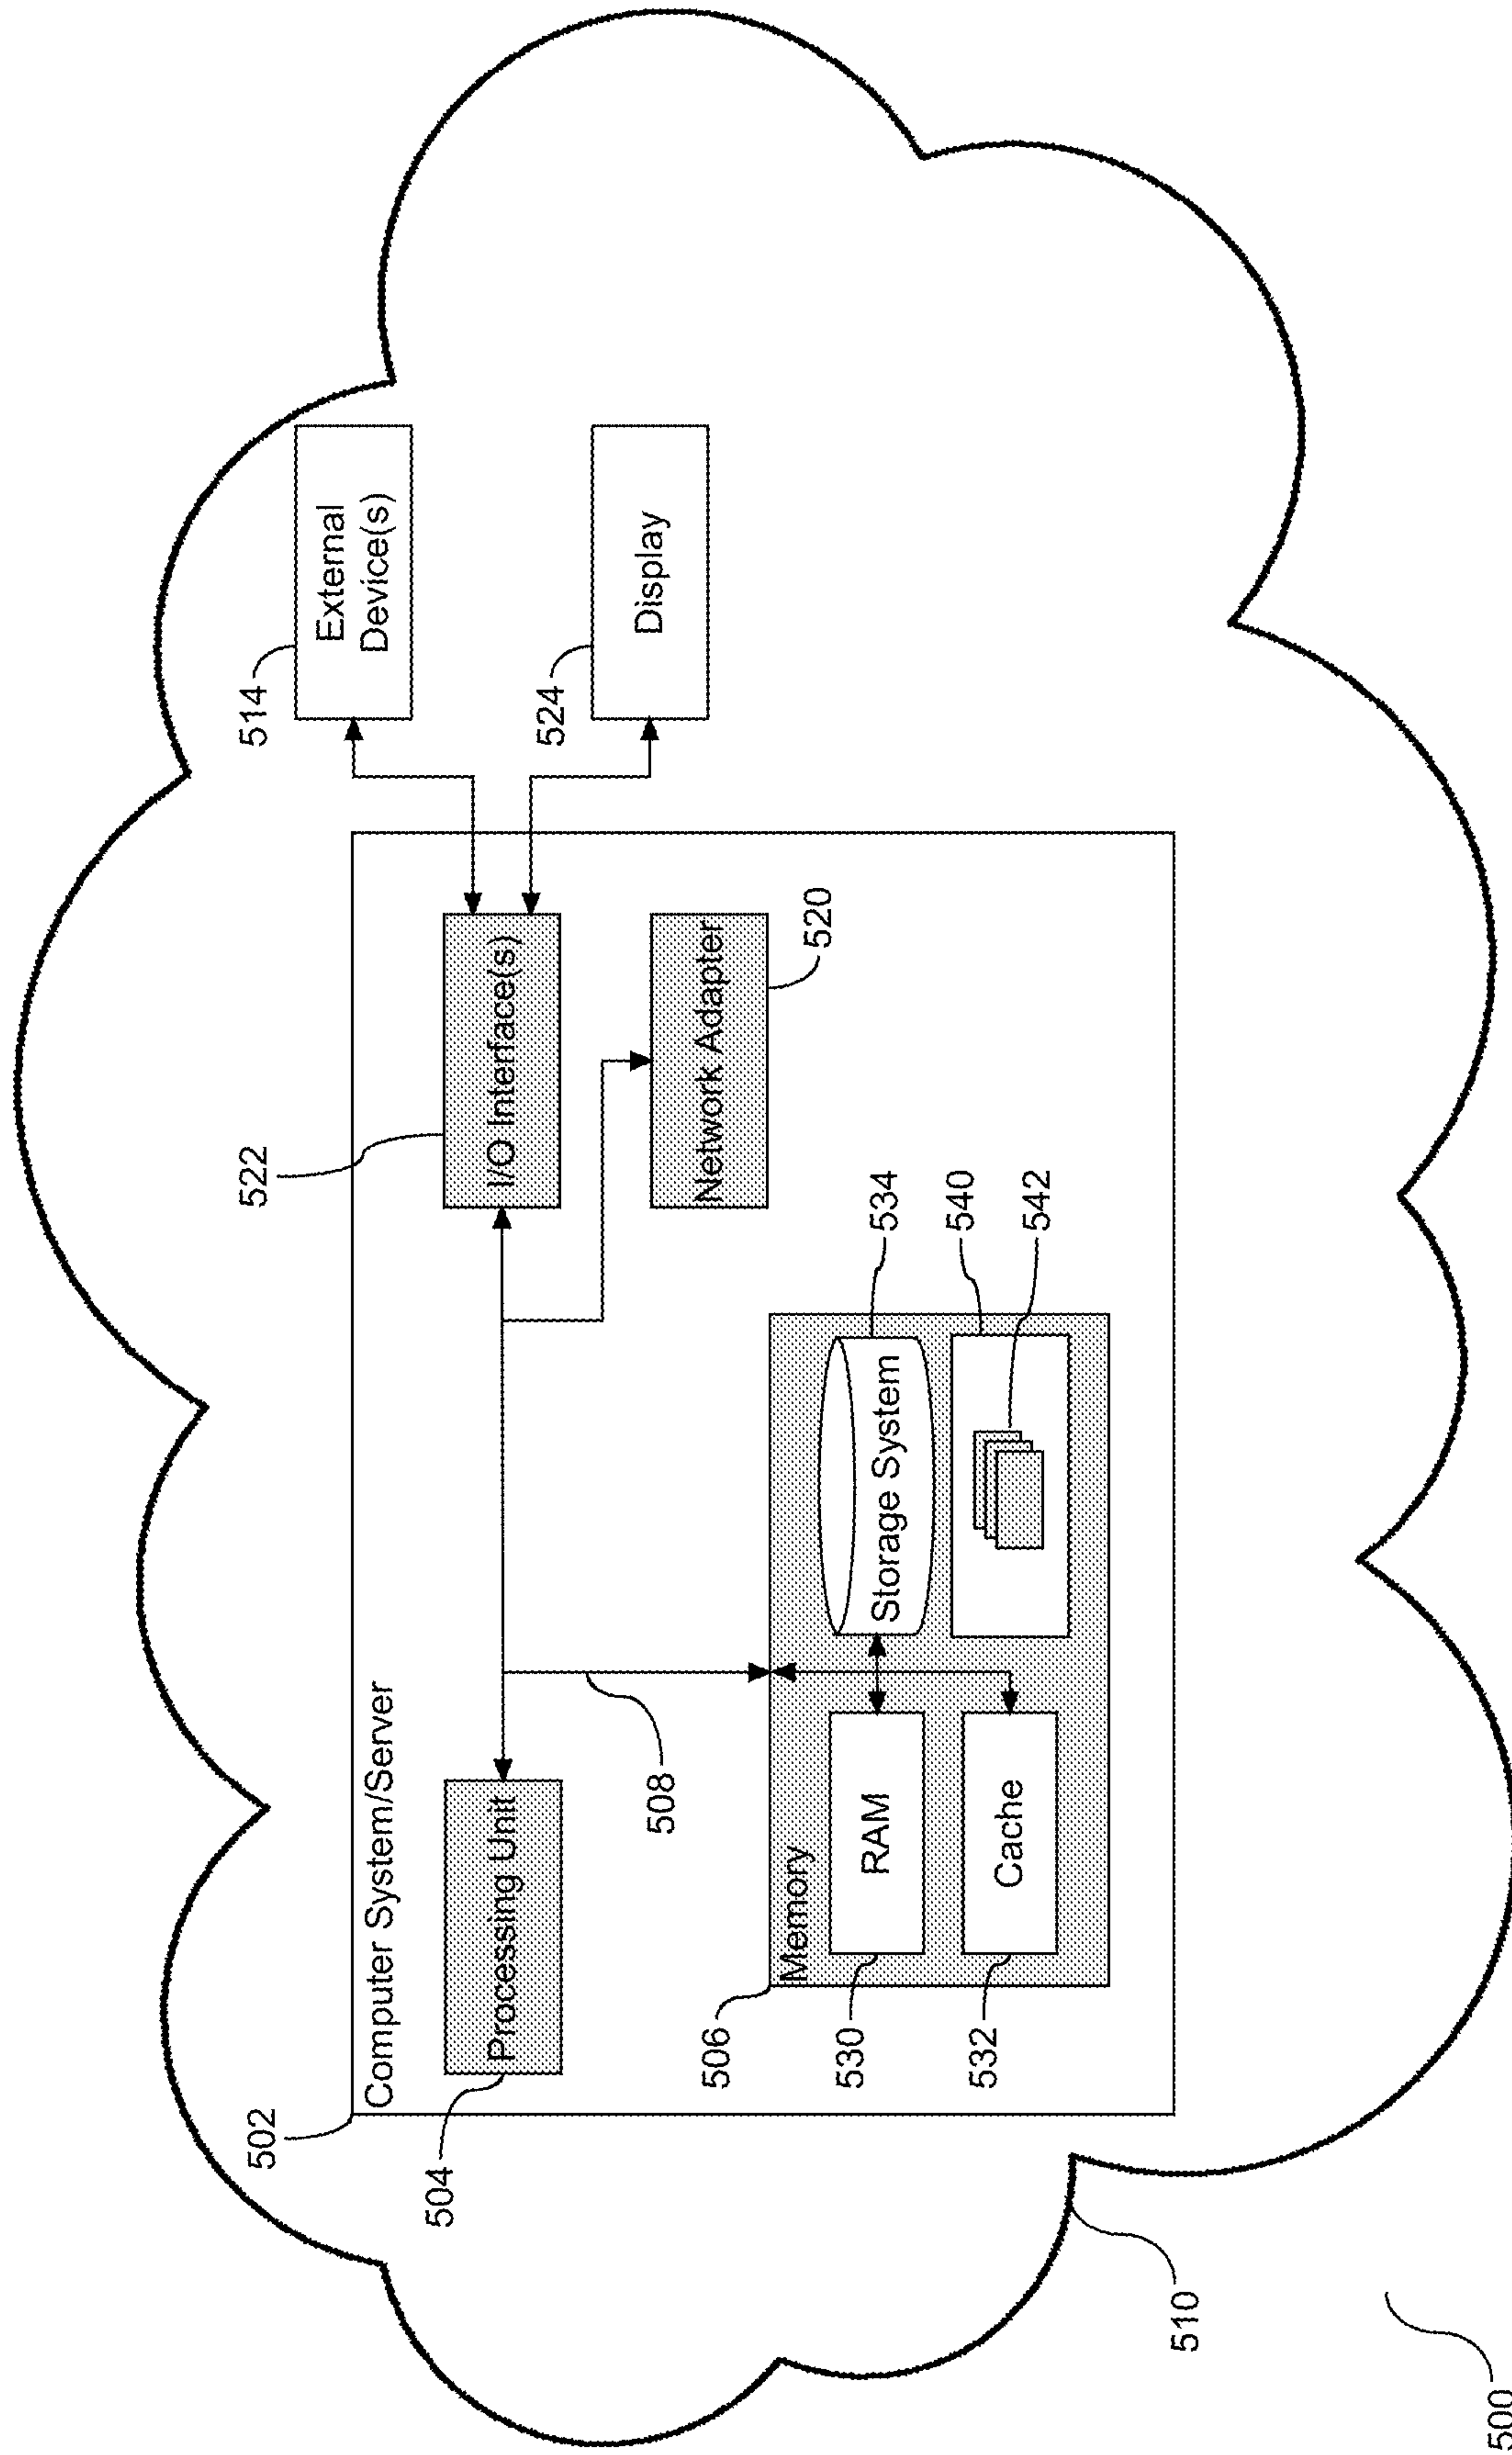 Computer System/Server
502
504
Processing Unit
522
I/O Interface(s)
514
External
Device(s)
524
Display
508
Network Adapter
520
506
Memory
530
RAM
Storage System
534
532
Cache
540
542
510
500